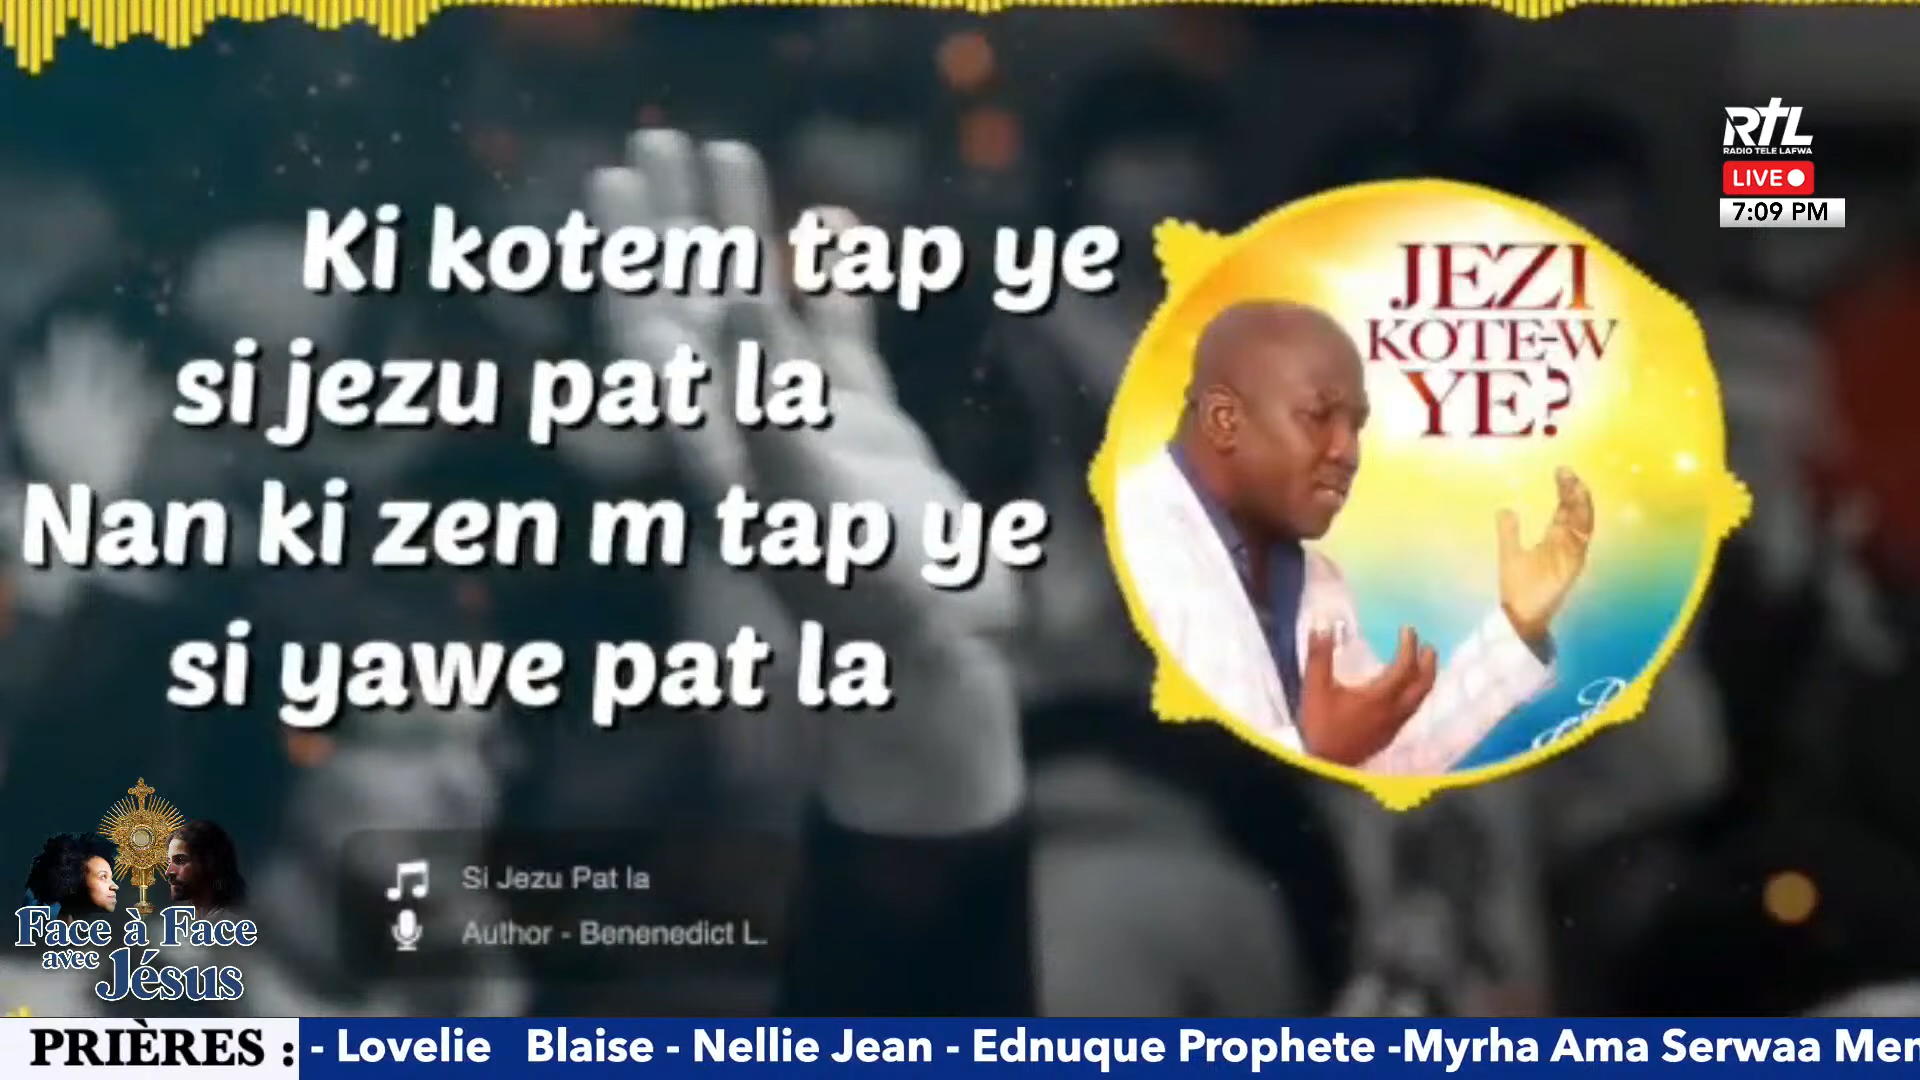 RTL
RADIO TELE LAFWA
LIVE
7:09 PM
Ki kotem tap ye
si jezu pat la
Nan ki zen m tap ye
si yawe pat la
JEZI
KOTE-W
YE?
Si Jezu Pat la
Author - Benenedict L.
Face à Face
avec Jésus
PRIÈRES : - Lovelie Blaise - Nellie Jean - Ednuque Prophete -Myrha Ama Serwaa Men